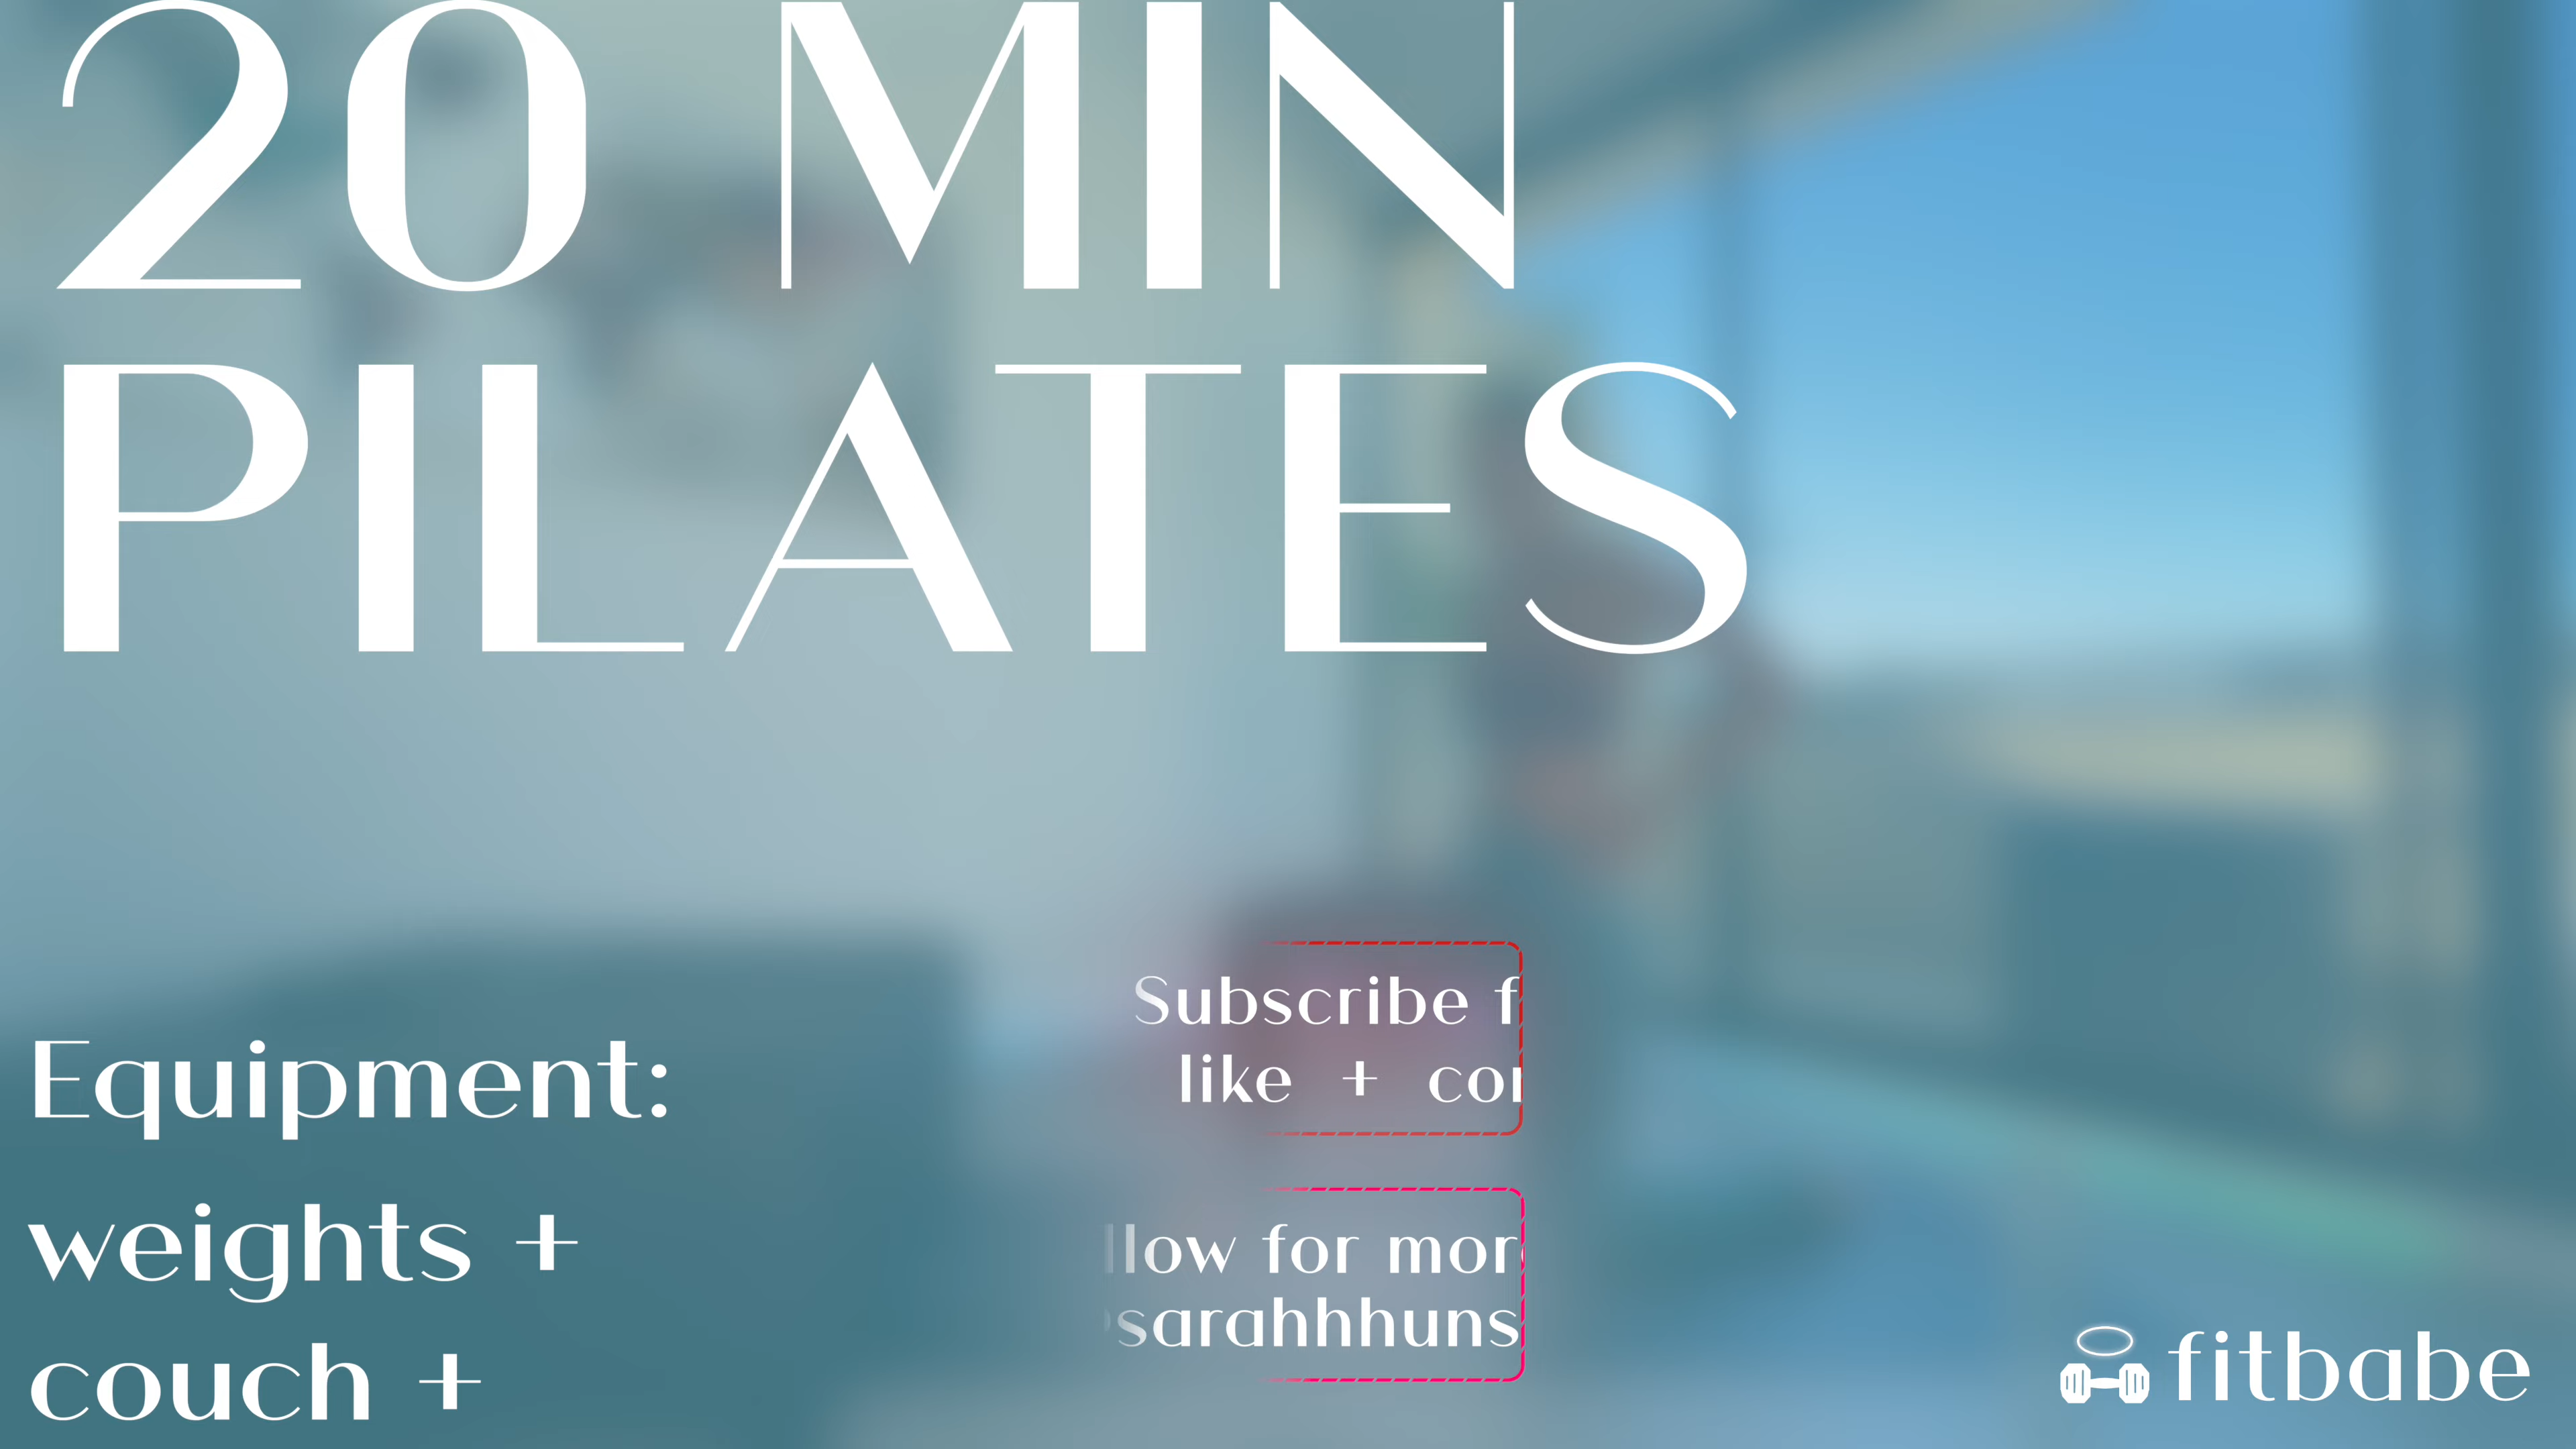 20 MIN
PILATES
Equipment:
weights +
couch +
Subscribe f
like + co
llow for mor
sarahhhuns
fitbabe